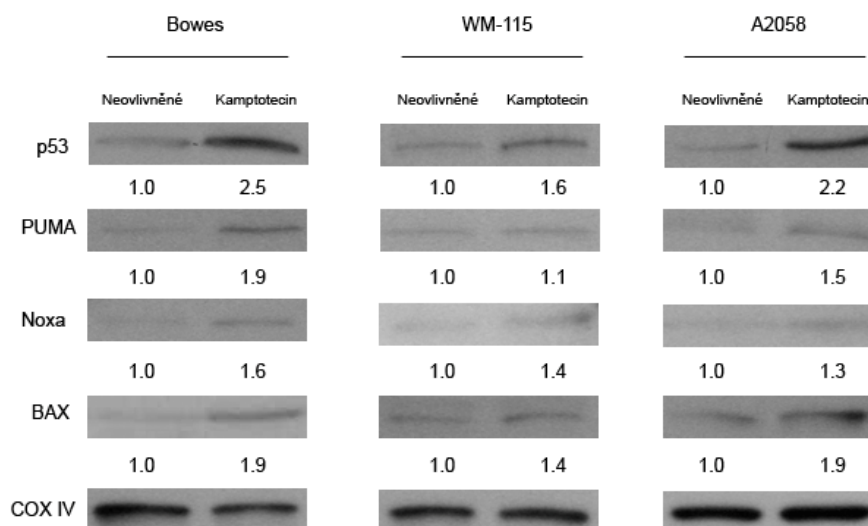 Bowes WM-115 A2058
Neovlivněné Kamptotecin Neovlivněné Kamptotecin Neovlivněné Kamptotecin
p53
1.0 2.5 1.0 1.6 1.0 2.2
PUMA
1.0 1.9 1.0 1.1 1.0 1.5
Noxa
1.0 1.6 1.0 1.4 1.0 1.3
BAX
1.0 1.9 1.0 1.4 1.0 1.9
COX IV